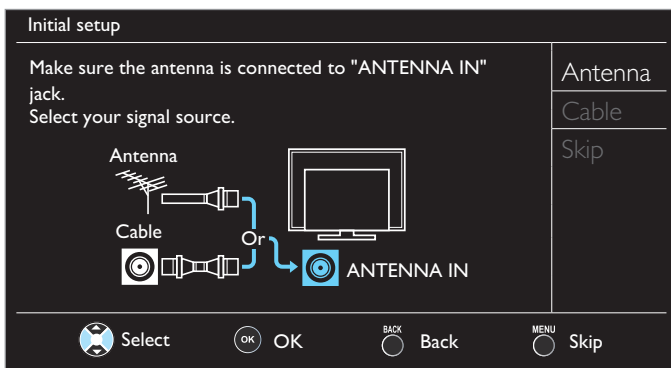 Initial setup
Make sure the antenna is connected to "ANTENNA IN"
jack.
Select your signal source.
Antenna
Cable
Or
ANTENNA IN
Antenna
Cable
Skip
Select
OK
OK
BACK
Back
MENU
Skip